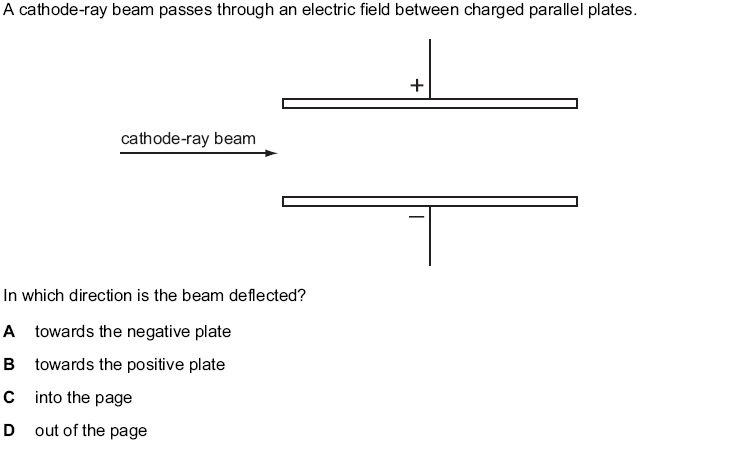 A cathode-ray beam passes through an electric field between charged parallel plates.
+
cathode-ray beam
–
In which direction is the beam deflected?
A towards the negative plate
B towards the positive plate
C into the page
D out of the page